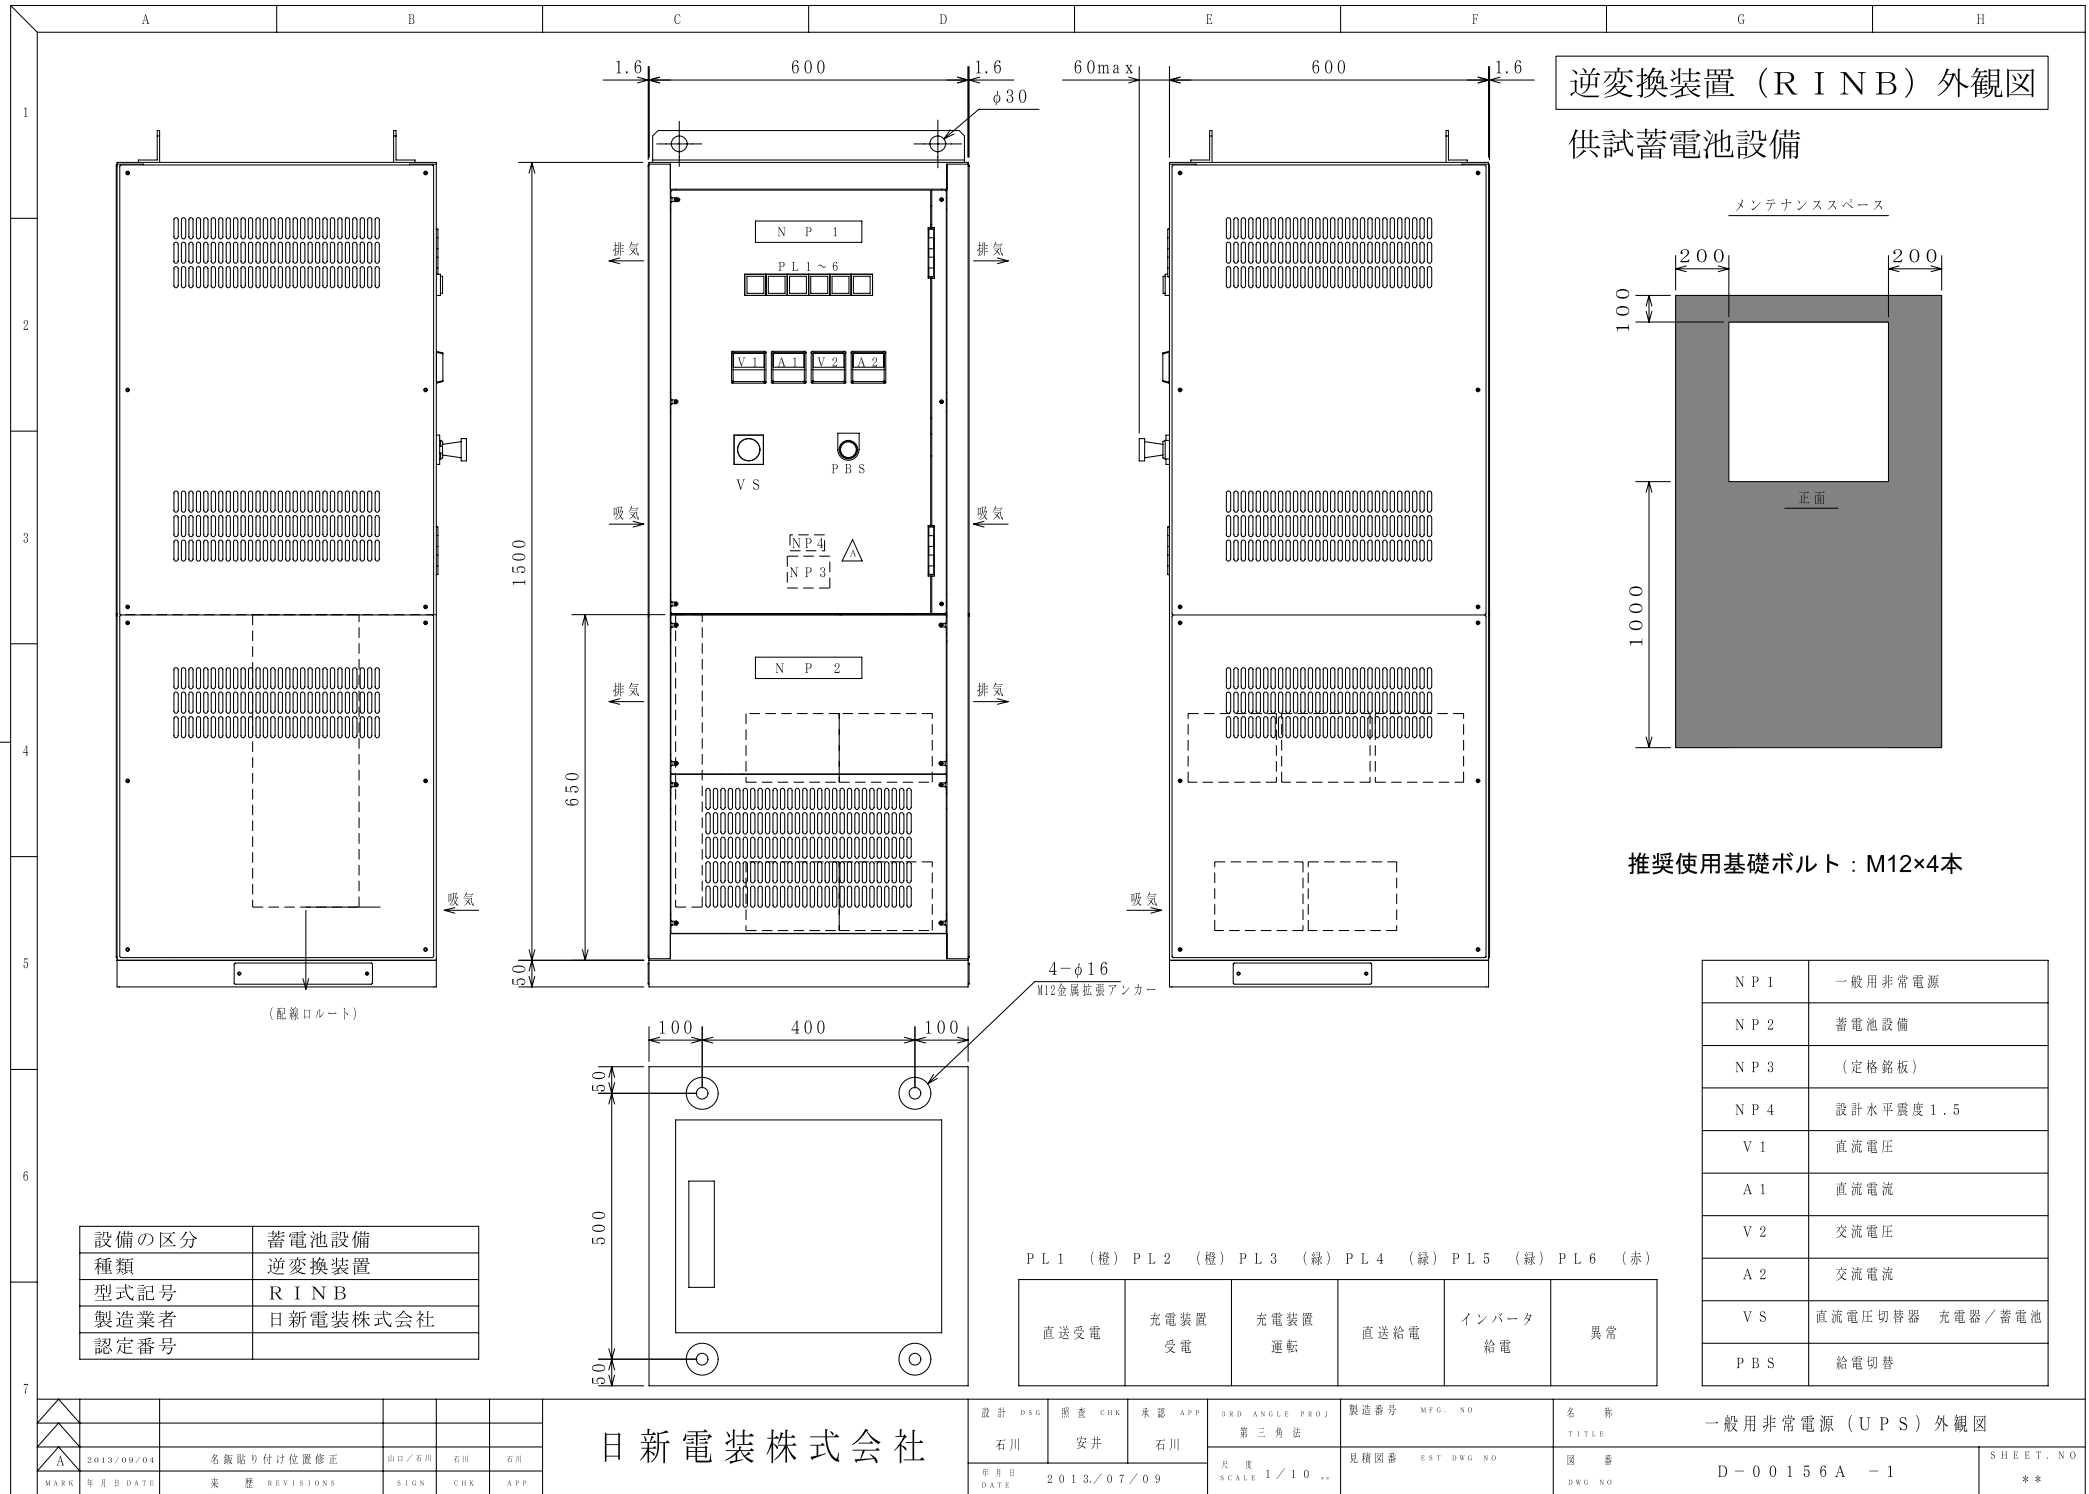 A B C D E F G H
1
2
3
4
5
6
7
逆変換装置（ＲＩＮＢ）外観図
供試蓄電池設備
メンテナンススペース
200
200
100
1000
正面
推奨使用基礎ボルト：M12×4本
1.6
600
1.6
φ30
60max
600
1.6
排気
排気
吸気
吸気
排気
排気
吸気
吸気
ＮＰ１
ＰＬ１～６
Ｖ１
Ａ１
Ｖ２
Ａ２
ＶＳ
ＰＢＳ
ＮＰ４
ＮＰ３
A
ＮＰ２
1500
650
50
（配線口ルート）
4-φ16
M12金属拡張アンカー
100
400
100
50
500
50
ＮＰ１ 一般用非常電源
ＮＰ２ 蓄電池設備
ＮＰ３ （定格銘板）
ＮＰ４ 設計水平震度１.５
Ｖ１ 直流電圧
Ａ１ 直流電流
Ｖ２ 交流電圧
Ａ２ 交流電流
ＶＳ 直流電圧切替器　充電器／蓄電池
ＰＢＳ 給電切替
設備の区分 蓄電池設備
種類 逆変換装置
型式記号 ＲＩＮＢ
製造業者 日新電装株式会社
認定番号
ＰＬ１（橙） ＰＬ２（橙） ＰＬ３（緑） ＰＬ４（緑） ＰＬ５（緑） ＰＬ６（赤）
直送受電
充電装置
受電
充電装置
運転
直送給電
インバータ
給電
異常
A 2013/09/04 名飯貼り付け位置修正 山口／石川 石川 石川
MARK 年月日 DATE 来歴 REVISIONS SIGN CHK APP
日新電装株式会社
設計 DSG
石川
照査 CHK
安井
承認 APP
石川
年月日
DATE
２０１３／０７／０９
3RD ANGLE PROJ
第三角法
尺度
SCALE １／１０
製造番号 MFG. NO
見積図番 EST DWG NO
名称
TITLE
一般用非常電源（ＵＰＳ）外観図
図番
DWG NO
Ｄ－００１５６Ａ　－１
SHEET. NO
＊＊